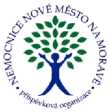 NEMOCNICE NOVÉ MĚSTO NA MORAVĚ
příspěvková organizace